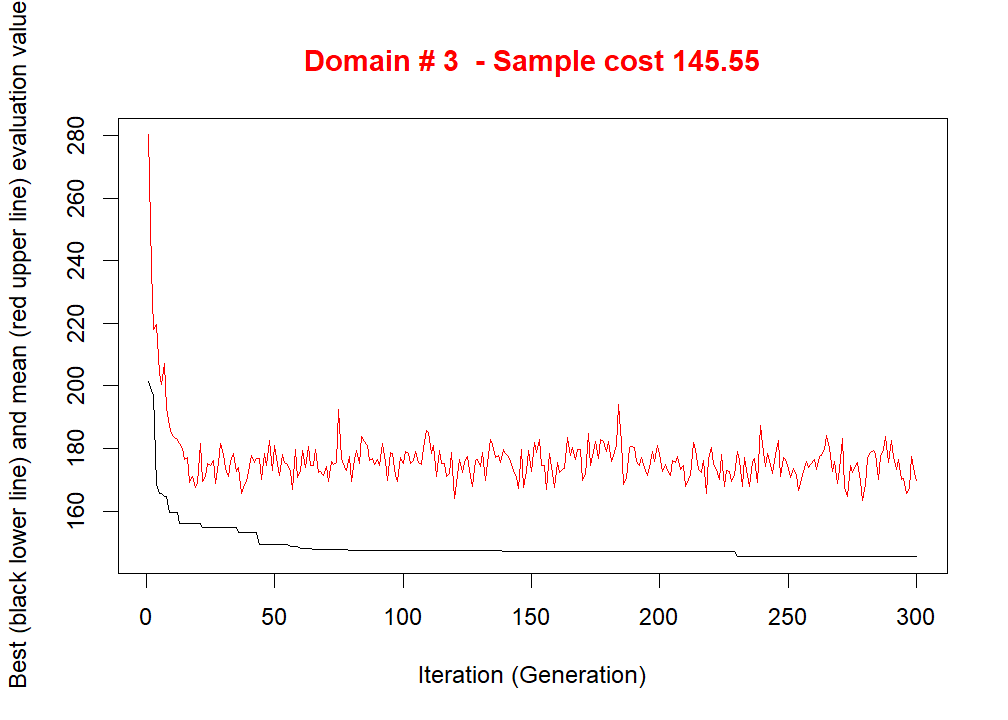 Domain # 3  - Sample cost 145.55
Best (black lower line) and mean (red upper line) evaluation value
280
260
240
220
200
180
160
0 50 100 150 200 250 300
Iteration (Generation)